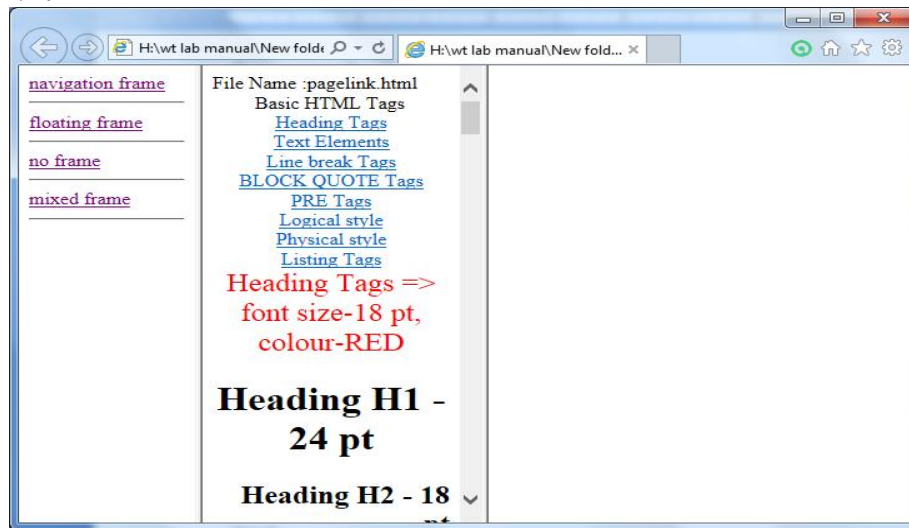 H:\wt lab manual\New folde
H:\wt lab manual\New fold...
navigation frame
floating frame
no frame
mixed frame
File Name :pagelink.html
Basic HTML Tags
Heading Tags
Text Elements
Line break Tags
BLOCK QUOTE Tags
PRE Tags
Logical style
Physical style
Listing Tags
Heading Tags =>
font size-18 pt,
colour-RED
Heading H1 -
24 pt
Heading H2 - 18
pt